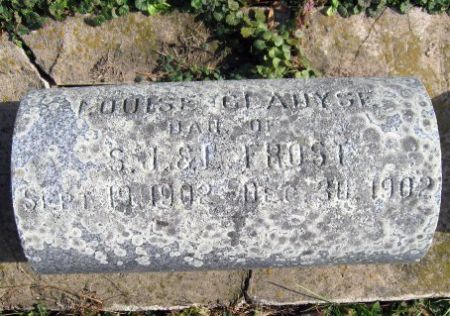 LOUISE GLADYSE
DAU. OF
S. J. & L. FROST
SEPT. 19, 1902 DEC. 30, 1902